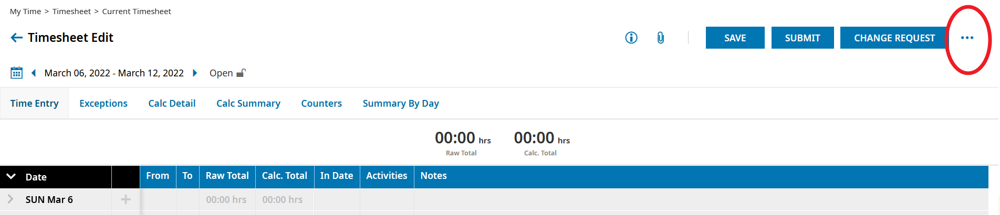 My Time > Timesheet > Current Timesheet
Timesheet Edit
SAVE SUBMIT CHANGE REQUEST
March 06, 2022 - March 12, 2022 Open
Time Entry Exceptions Calc Detail Calc Summary Counters Summary By Day
00:00 hrs 00:00 hrs
Raw Total Calc. Total
Date From To Raw Total Calc. Total In Date Activities Notes
SUN Mar 6 00:00 hrs 00:00 hrs